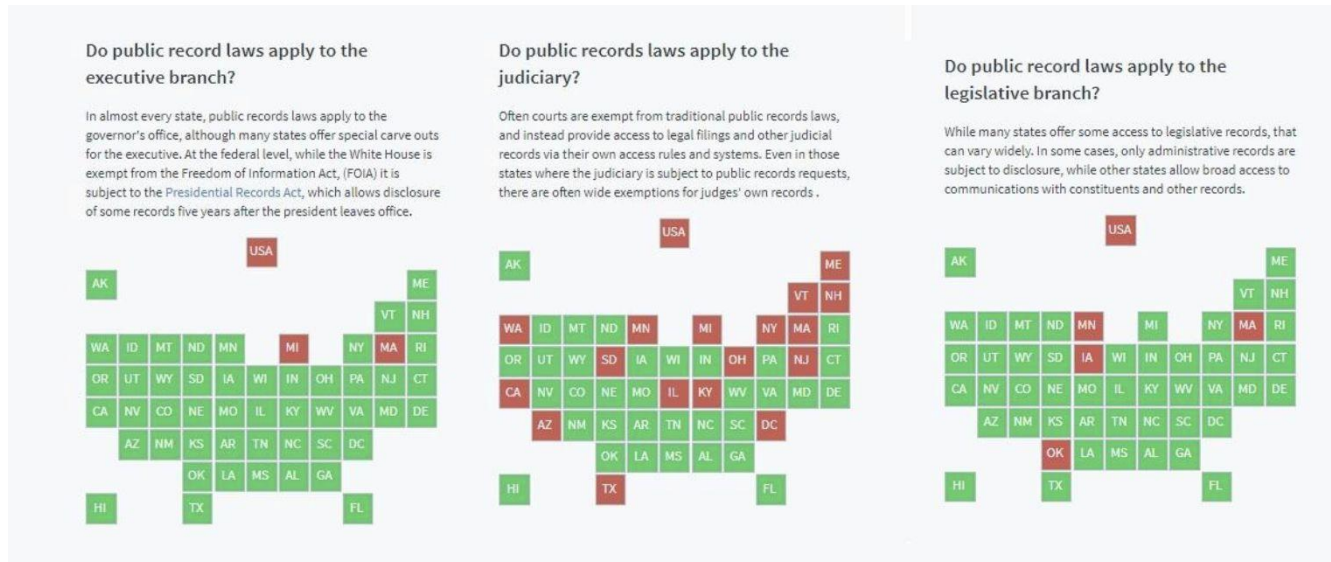 Do public record laws apply to the
executive branch?
In almost every state, public records laws apply to the
governor's office, although many states offer special carve outs
for the executive. At the federal level, while the White House is
exempt from the Freedom of Information Act, (FOIA) it is
subject to the Presidential Records Act, which allows disclosure
of some records five years after the president leaves office.
USA
AK ME
VT NH
WA ID MT ND MN MI NY MA RI
OR UT WY SD IA WI IN OH PA NJ CT
CA NV CO NE MO IL KY WV VA MD DE
AZ NM KS AR TN NC SC DC
OK LA MS AL GA
HI TX FL
Do public records laws apply to the
judiciary?
Often courts are exempt from traditional public records laws,
and instead provide access to legal filings and other judicial
records via their own access rules and systems. Even in those
states where the judiciary is subject to public records requests,
there are often wide exemptions for judges' own records .
USA
AK ME
VT NH
WA ID MT ND MN MI NY MA RI
OR UT WY SD IA WI IN OH PA NJ CT
CA NV CO NE MO IL KY WV VA MD DE
AZ NM KS AR TN NC SC DC
OK LA MS AL GA
HI TX FL
Do public record laws apply to the
legislative branch?
While many states offer some access to legislative records, that
can vary widely. In some cases, only administrative records are
subject to disclosure, while other states allow broad access to
communications with constituents and other records.
USA
AK ME
VT NH
WA ID MT ND MN MI NY MA RI
OR UT WY SD IA WI IN OH PA NJ CT
CA NV CO NE MO IL KY WV VA MD DE
AZ NM KS AR TN NC SC DC
OK LA MS AL GA
HI TX FL